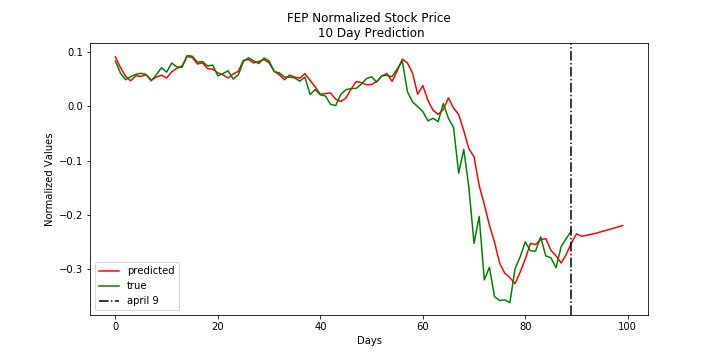 FEP Normalized Stock Price
10 Day Prediction
0.1
0.0
−0.1
−0.2
−0.3
Normalized Values
predicted
true
april 9
0
20
40
60
80
100
Days